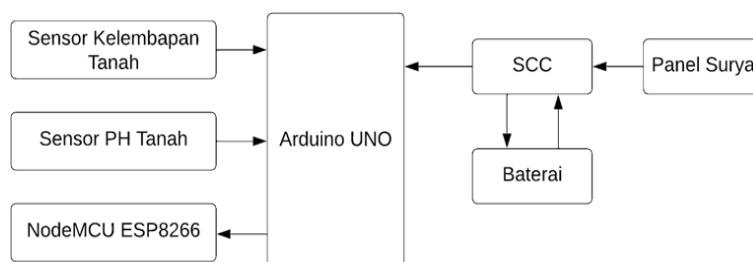 Sensor Kelembapan
Tanah
Sensor PH Tanah
NodeMCU ESP8266
Arduino UNO
SCC
Baterai
Panel Surya